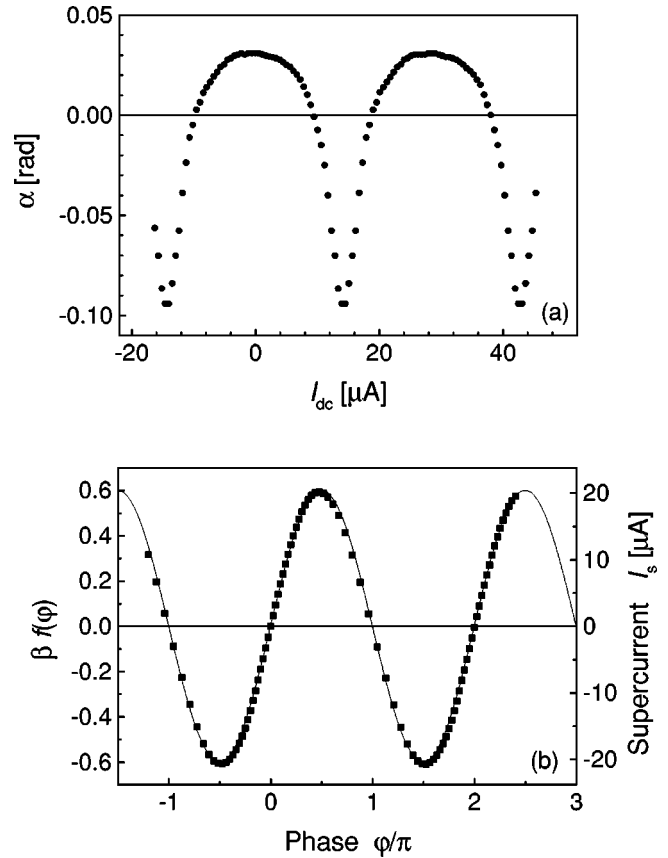 0.05
0.00
-0.05
-0.10
α [rad]
(a)
-20 0 20 40
I_dc [μA]
0.6
0.4
0.2
0.0
-0.2
-0.4
-0.6
β f(φ)
20
10
0
-10
-20
Supercurrent I_s [μA]
(b)
-1 0 1 2 3
Phase φ/π